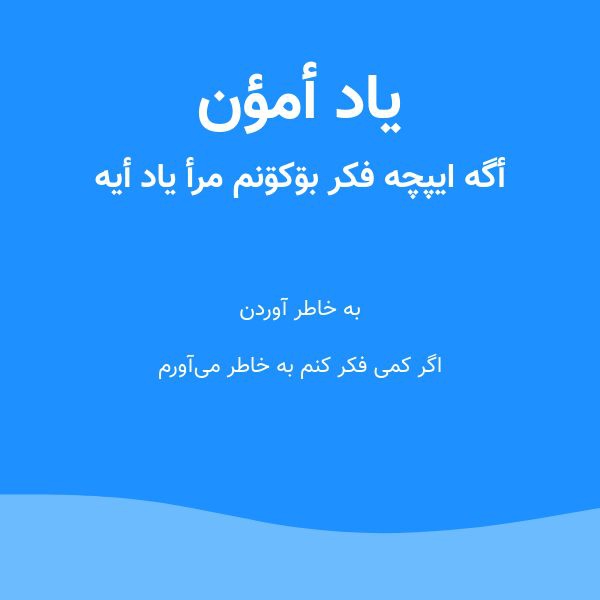 یاد أمؤن
أگه ایپچه فکر بۊکۊنم مرأ یاد أیه
به خاطر آوردن
اگر کمی فکر کنم به خاطر می‌آورم